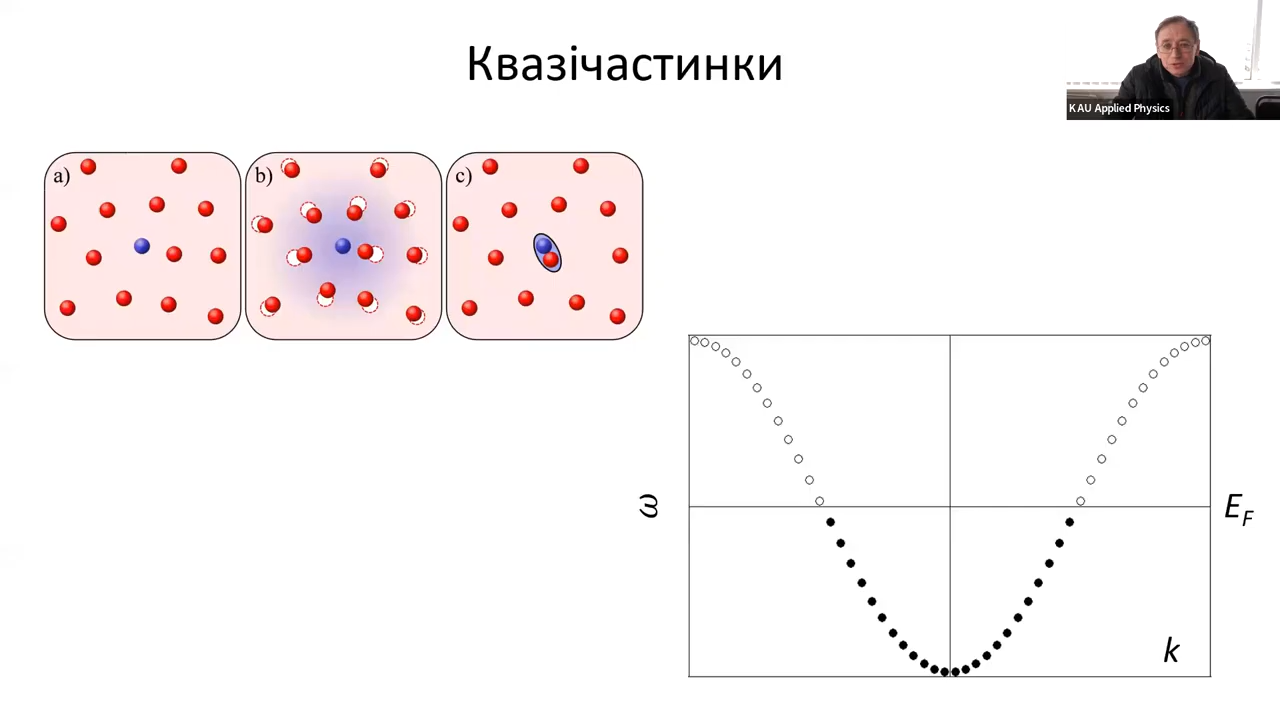 Квазічастинки
KAU Applied Physics
a)
b)
c)
ω
E_F
k